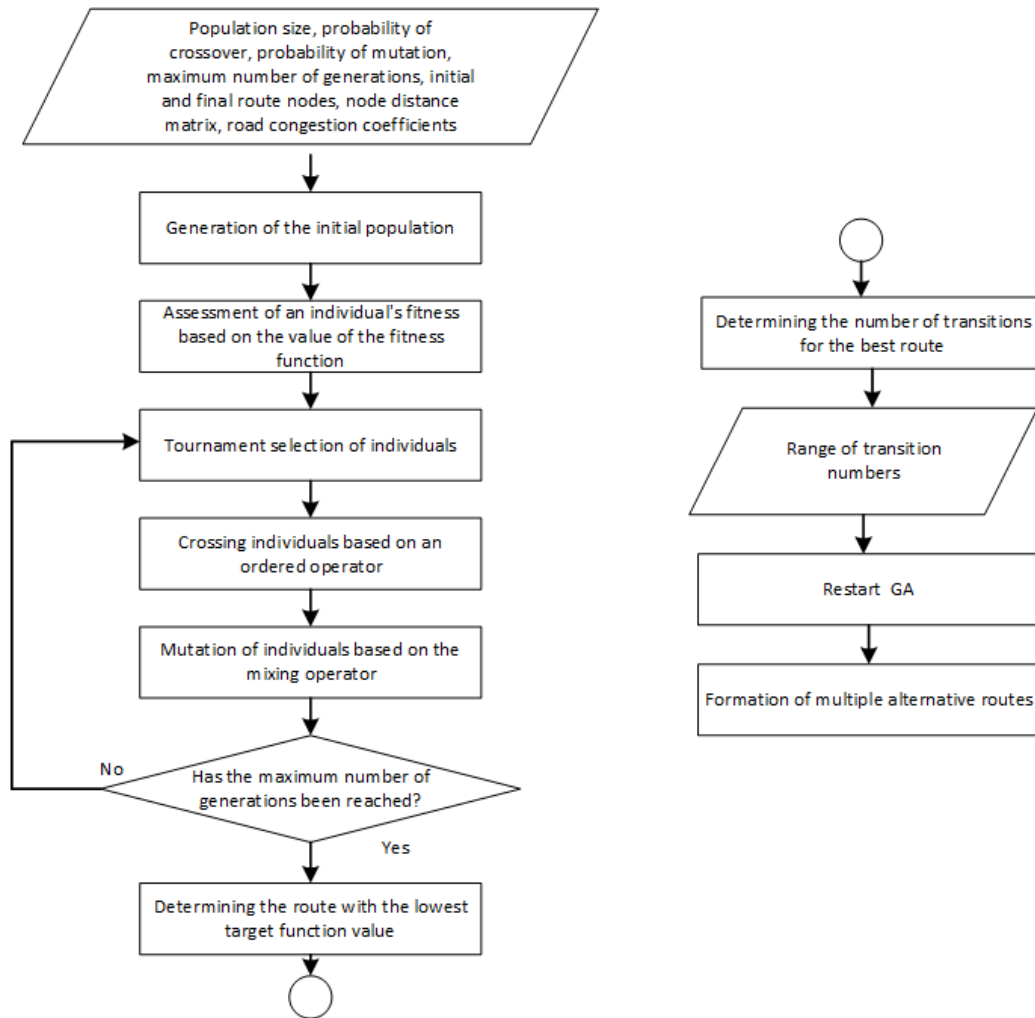 Population size, probability of
crossover, probability of mutation,
maximum number of generations, initial
and final route nodes, node distance
matrix, road congestion coefficients
Generation of the initial population
Assessment of an individual's fitness
based on the value of the fitness
function
Tournament selection of individuals
Crossing individuals based on an
ordered operator
Mutation of individuals based on the
mixing operator
No
Has the maximum number of
generations been reached?
Yes
Determining the route with the lowest
target function value
Determining the number of transitions
for the best route
Range of transition
numbers
Restart GA
Formation of multiple alternative routes